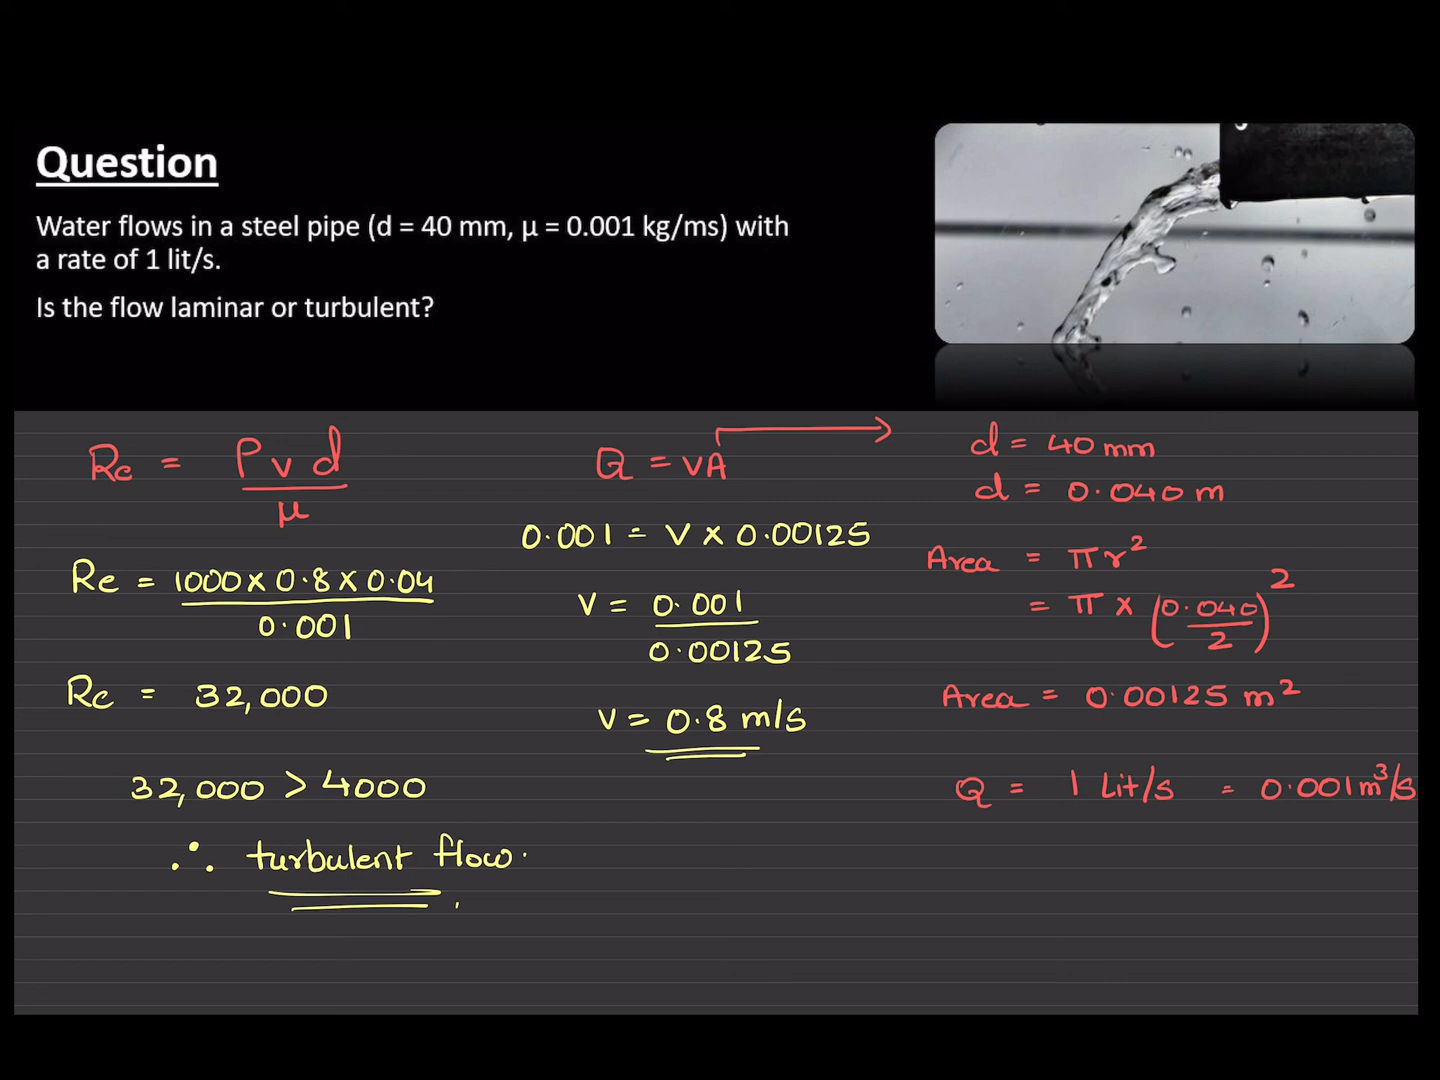 Question
Water flows in a steel pipe (d = 40 mm, μ = 0.001 kg/ms) with
a rate of 1 lit/s.
Is the flow laminar or turbulent?
Re = ρ v d / μ
Re = 1000 × 0.8 × 0.04 / 0.001
Re = 32,000
32,000 > 4000
∴ turbulent flow.
Q = vA
0.001 = V × 0.00125
V = 0.001 / 0.00125
V = 0.8 m/s
d = 40 mm
d = 0.040 m
Area = πr²
= π × (0.040 / 2)²
Area = 0.00125 m²
Q = 1 Lit/s = 0.001 m³/s